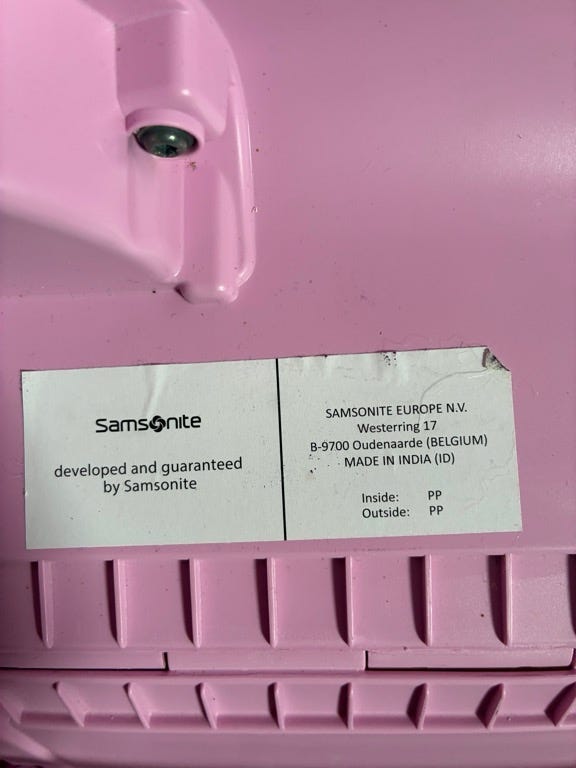 Samsonite
developed and guaranteed
by Samsonite
SAMSONITE EUROPE N.V.
Westerring 17
B-9700 Oudenaarde (BELGIUM)
MADE IN INDIA (ID)
Inside: PP
Outside: PP